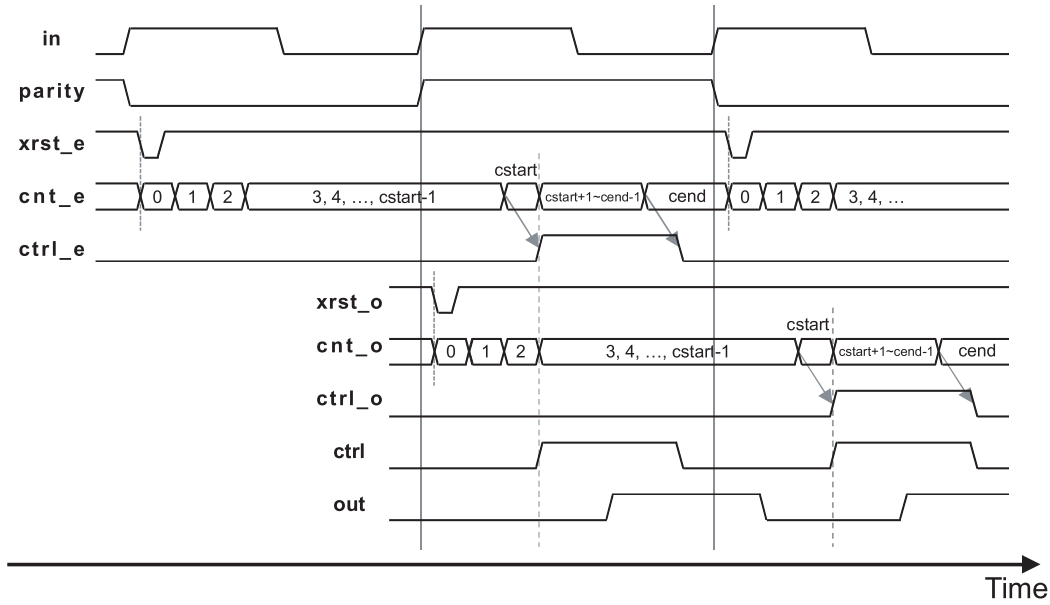 in
parity
xrst_e
cstart
cnt_e 0 1 2 3, 4, ..., cstart-1 cstart+1~cend-1 cend 0 1 2 3, 4, ...
ctrl_e
xrst_o
cstart
cnt_o 0 1 2 3, 4, ..., cstart-1 cstart+1~cend-1 cend
ctrl_o
ctrl
out
Time